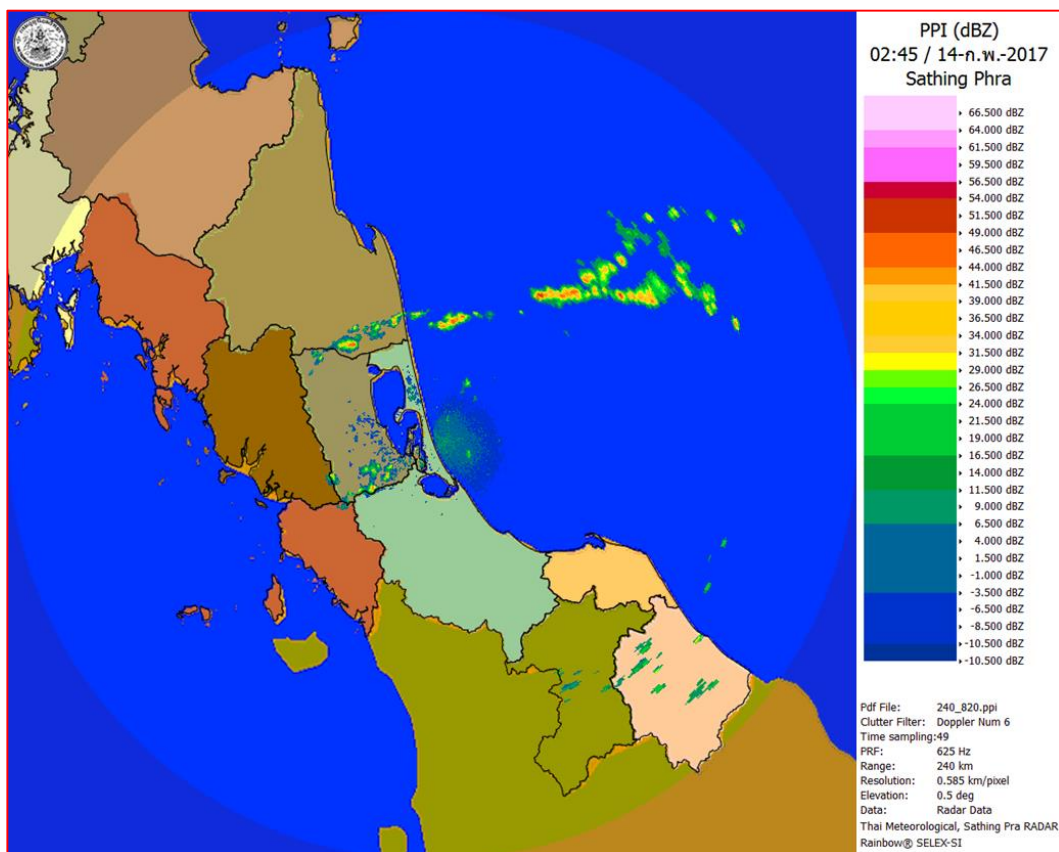 PPI (dBZ)
02:45 / 14-ก.พ.-2017
Sathing Phra
66.500 dBZ
64.000 dBZ
61.500 dBZ
59.500 dBZ
56.500 dBZ
54.000 dBZ
51.500 dBZ
49.000 dBZ
46.500 dBZ
44.000 dBZ
41.500 dBZ
39.000 dBZ
36.500 dBZ
34.000 dBZ
31.500 dBZ
29.000 dBZ
26.500 dBZ
24.000 dBZ
21.500 dBZ
19.000 dBZ
16.500 dBZ
14.000 dBZ
11.500 dBZ
9.000 dBZ
6.500 dBZ
4.000 dBZ
1.500 dBZ
-1.000 dBZ
-3.500 dBZ
-6.500 dBZ
-8.500 dBZ
-10.500 dBZ
-10.500 dBZ
Pdf File: 240_820.ppi
Clutter Filter: Doppler Num 6
Time sampling:49
PRF: 625 Hz
Range: 240 km
Resolution: 0.585 km/pixel
Elevation: 0.5 deg
Data: Radar Data
Thai Meteorological, Sathing Pra RADAR
Rainbow® SELEX-SI